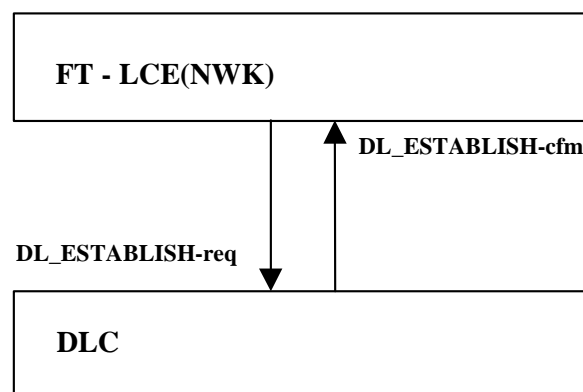 FT - LCE(NWK)
DL_ESTABLISH-cfm
DL_ESTABLISH-req
DLC